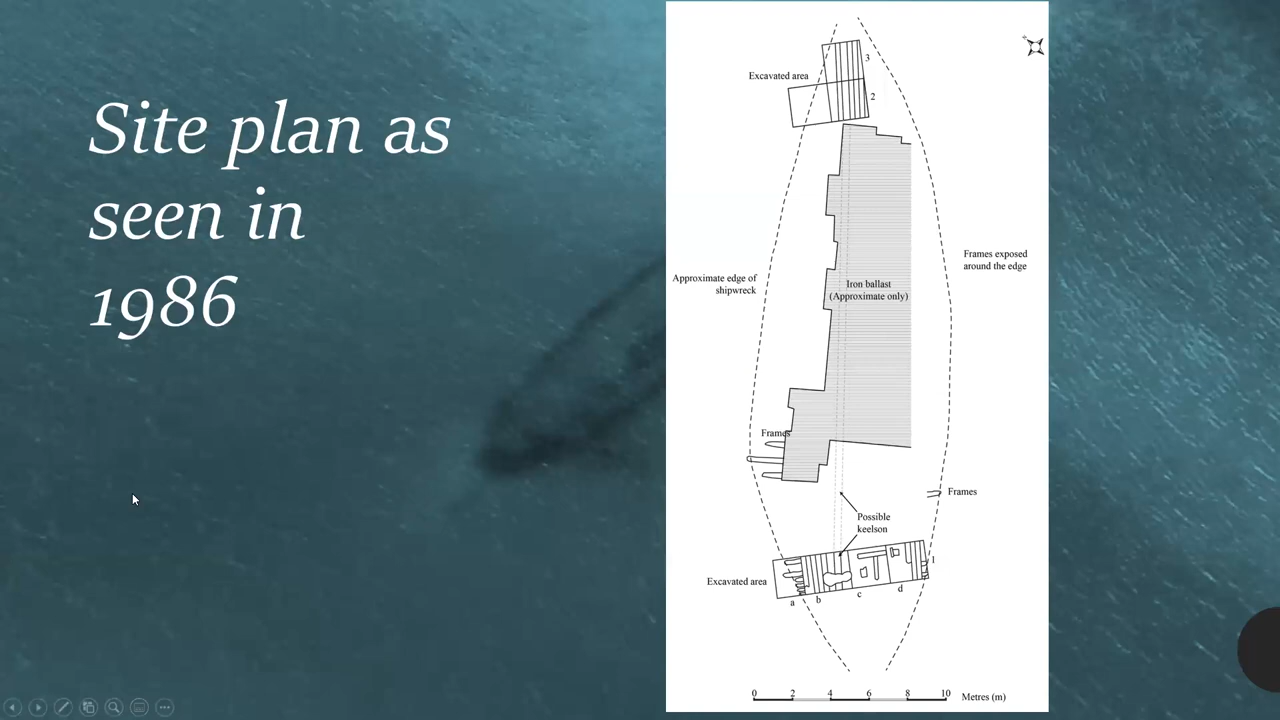 Site plan as
seen in
1986
Excavated area
3
2
Approximate edge of
shipwreck
Frames exposed
around the edge
Iron ballast
(Approximate only)
Frames
Frames
Possible
keelson
Excavated area
1
a
b
c
d
0 2 4 6 8 10 Metres (m)